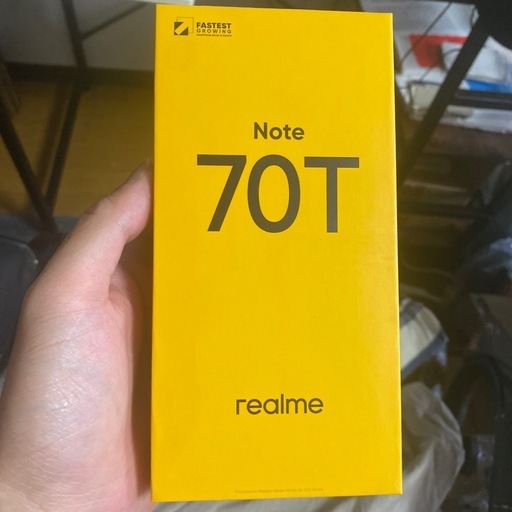 FASTEST
GROWING
Note
70T
realme